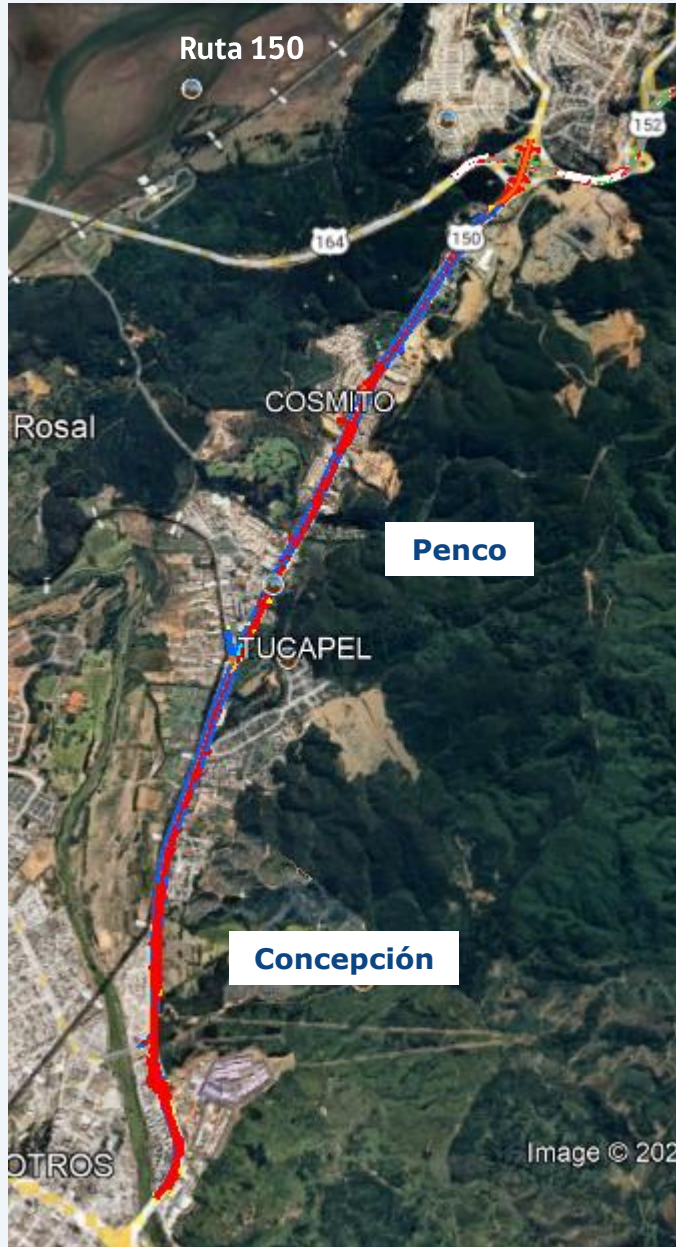 Ruta 150
152
164
150
COSMITO
Rosal
Penco
TUCAPEL
Concepción
OTROS
Image © 202